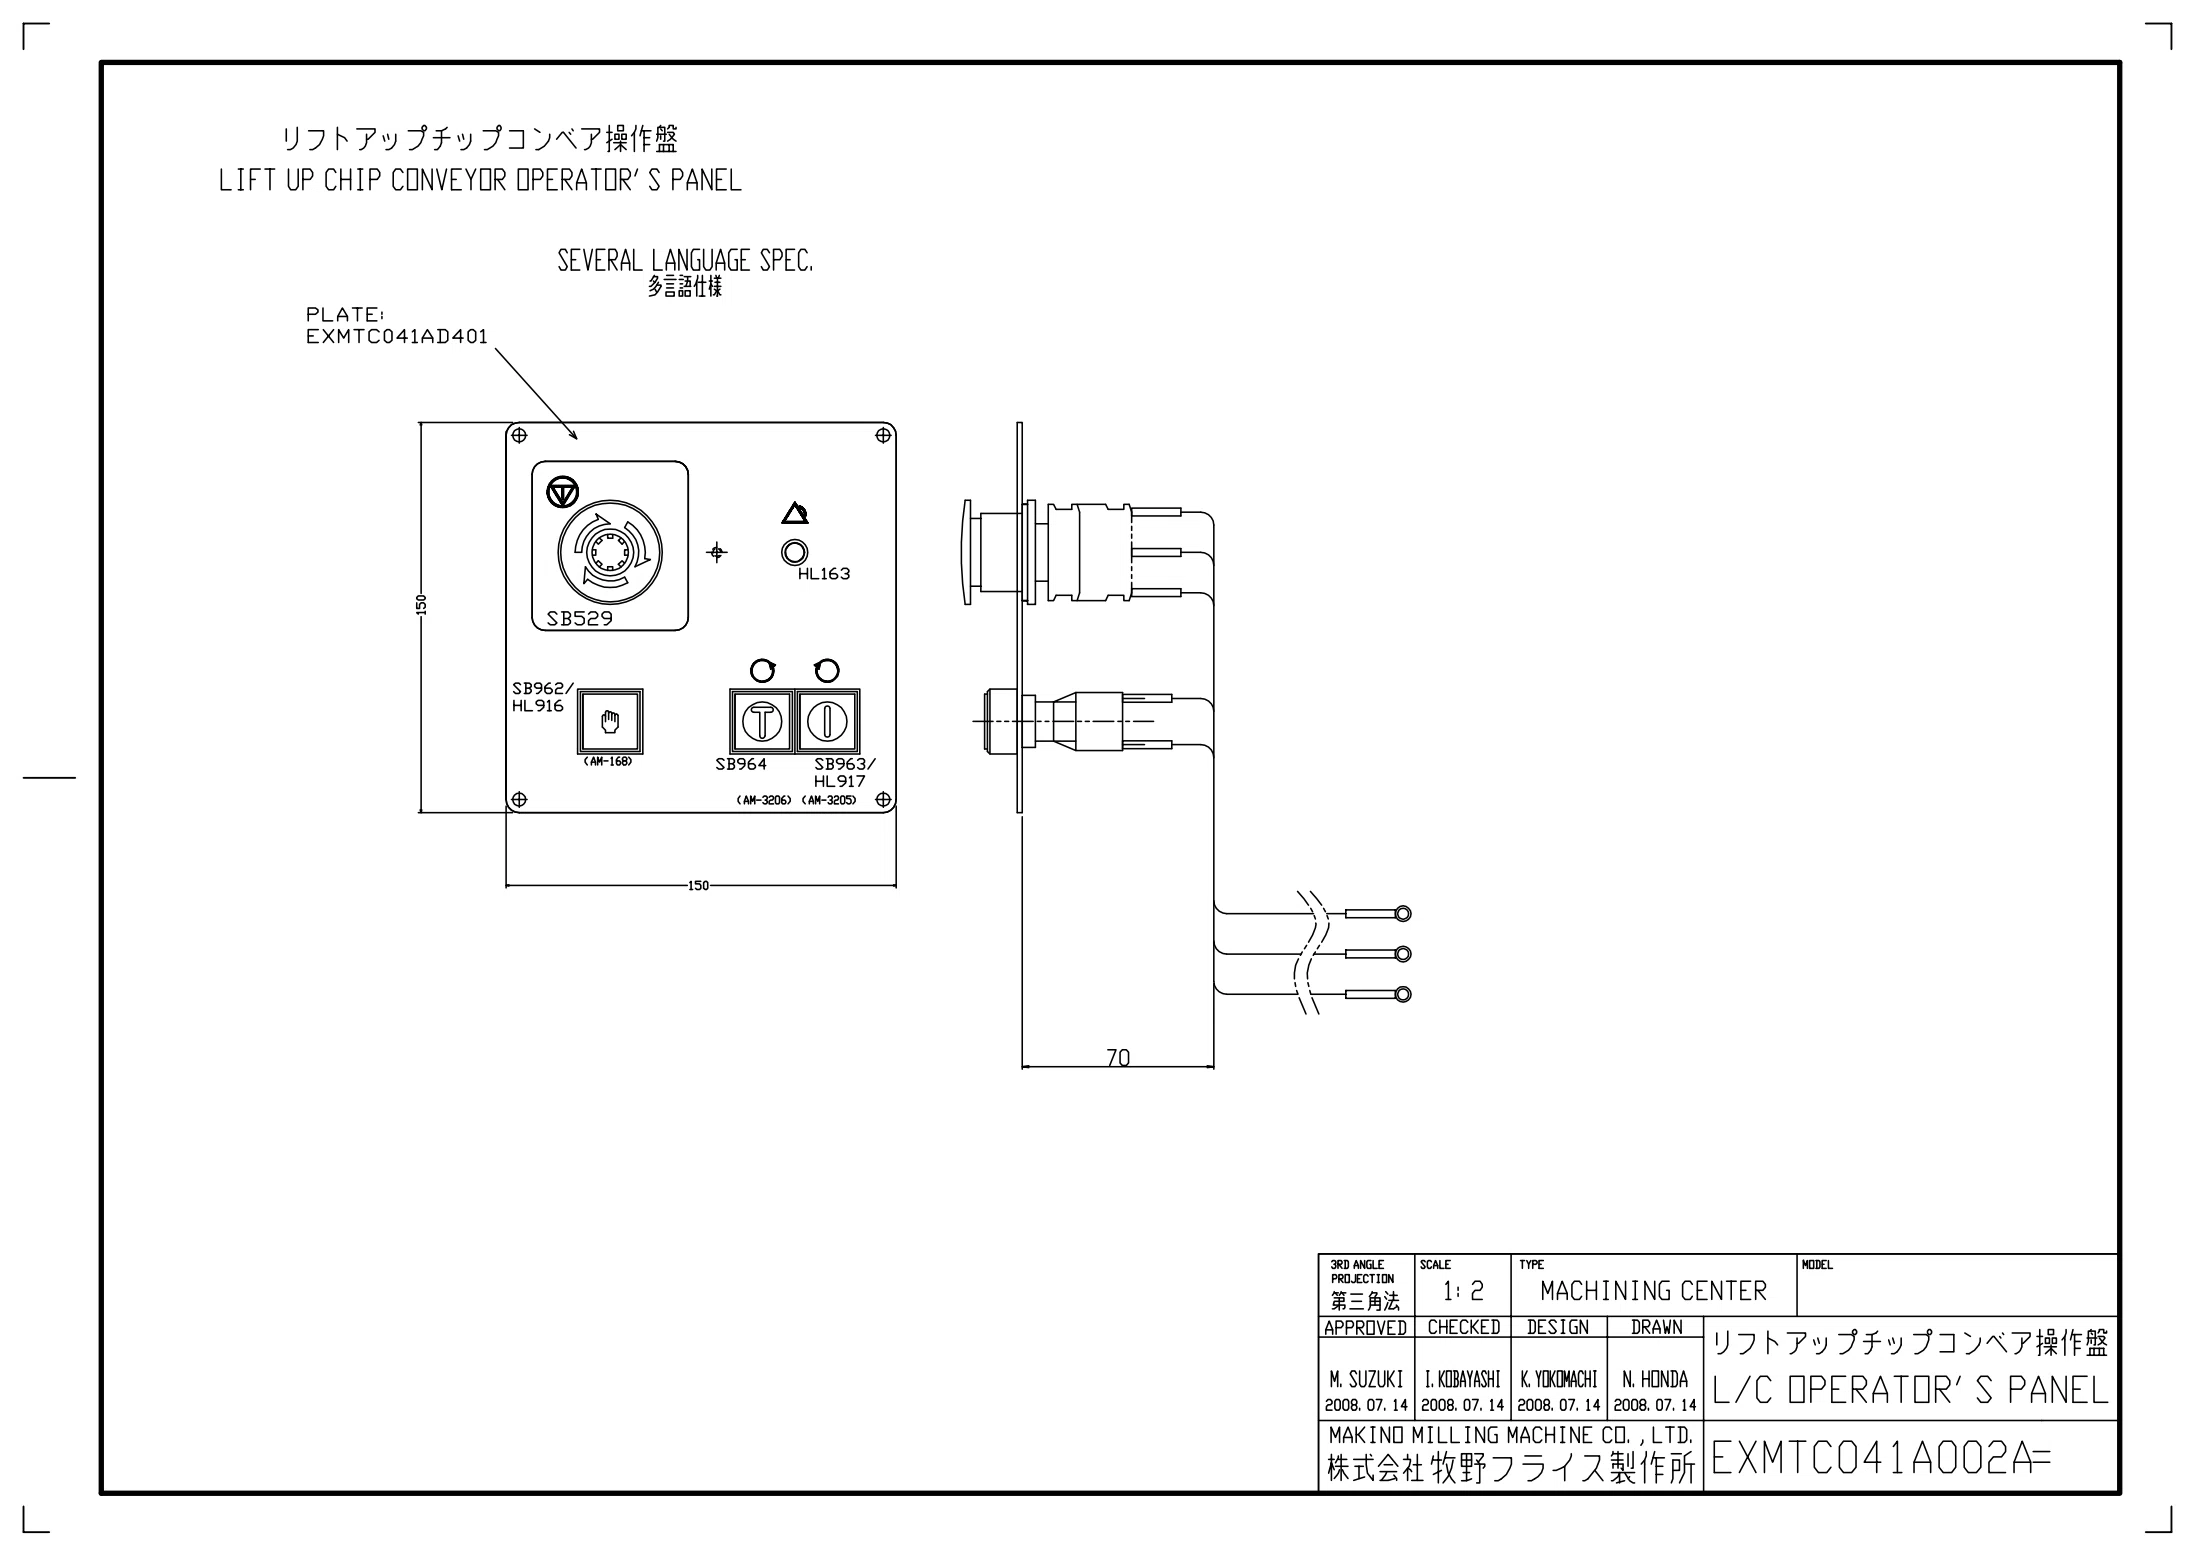 リフトアップチップコンベア操作盤
LIFT UP CHIP CONVEYOR OPERATOR'S PANEL
SEVERAL LANGUAGE SPEC.
多言語仕様
PLATE:
EXMTC041AD401
150
HL163
SB529
SB962/
HL916
(AM-168)
SB964
SB963/
HL917
(AM-3206) (AM-3205)
150
70
3RD ANGLE
PROJECTION
第三角法
SCALE
1:2
TYPE
MACHINING CENTER
MODEL
APPROVED CHECKED DESIGN DRAWN
M. SUZUKI I. KOBAYASHI K. YOKOMACHI N. HONDA
2008. 07. 14 2008. 07. 14 2008. 07. 14 2008. 07. 14
リフトアップチップコンベア操作盤
L/C OPERATOR'S PANEL
MAKINO MILLING MACHINE CO.,LTD.
株式会社牧野フライス製作所
EXMTC041A002A=